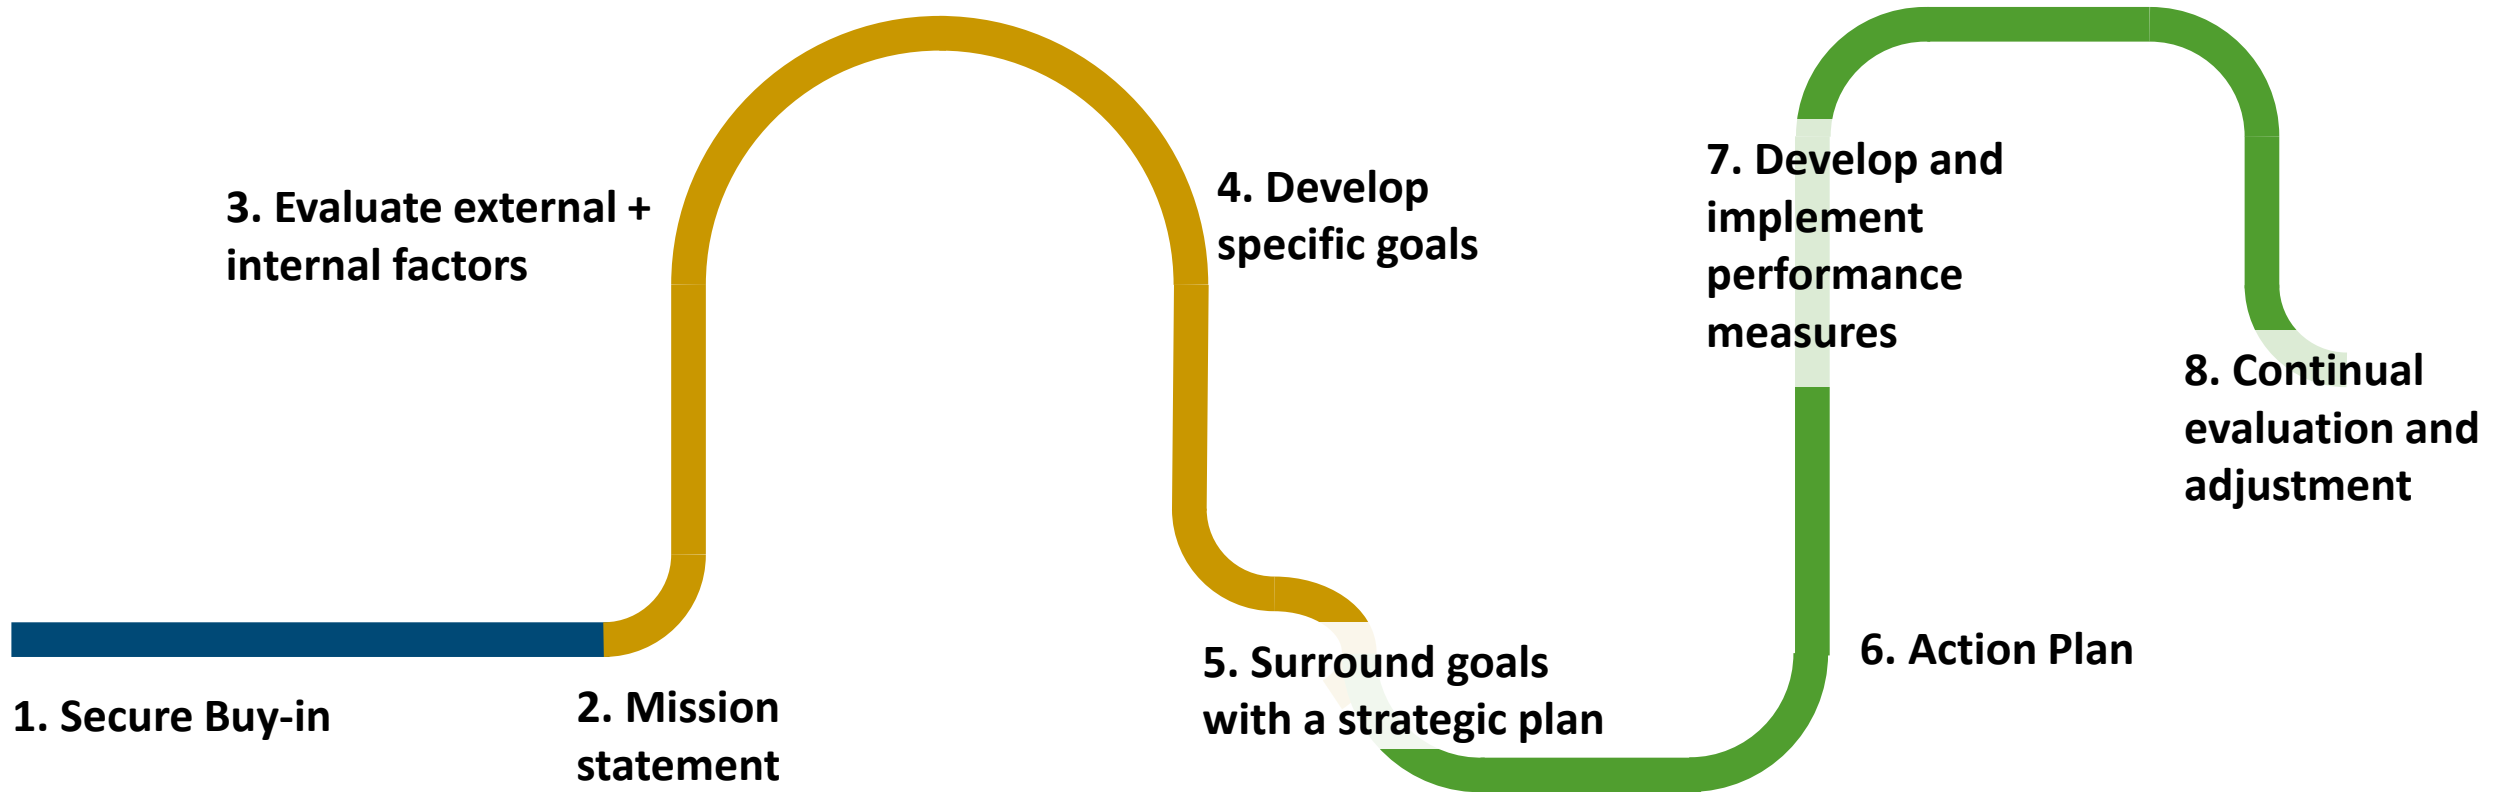 1. Secure Buy-in
2. Mission
statement
3. Evaluate external +
internal factors
4. Develop
specific goals
5. Surround goals
with a strategic plan
6. Action Plan
7. Develop and
implement
performance
measures
8. Continual
evaluation and
adjustment